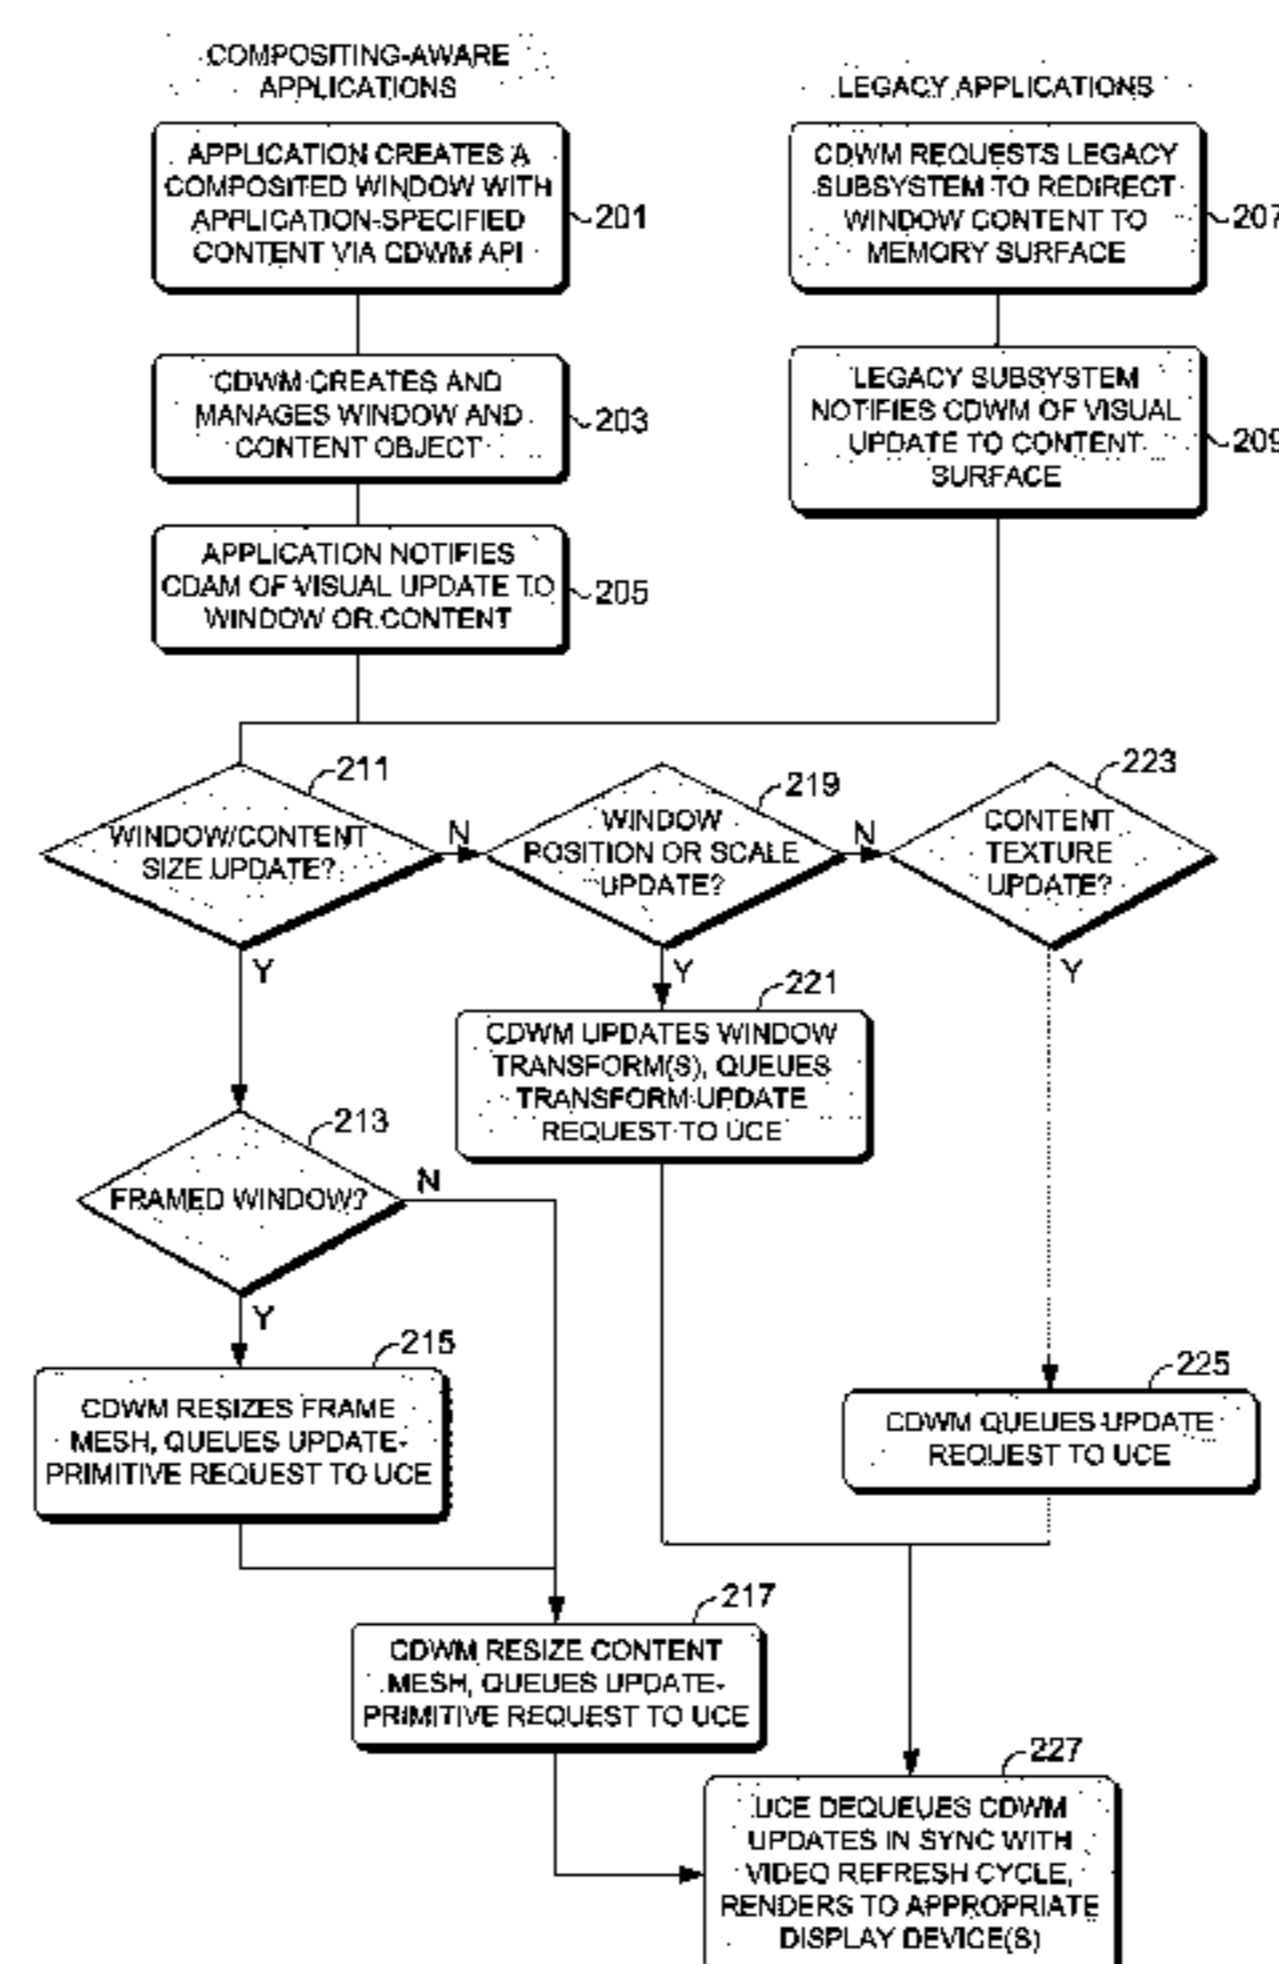 COMPOSITING-AWARE
APPLICATIONS
APPLICATION CREATES A
COMPOSITED WINDOW WITH
APPLICATION-SPECIFIED
CONTENT VIA CDWM API
201
CDWM CREATES AND
MANAGES WINDOW AND
CONTENT OBJECT
203
APPLICATION NOTIFIES
CDAM OF VISUAL UPDATE TO
WINDOW OR CONTENT
205
LEGACY APPLICATIONS
CDWM REQUESTS LEGACY
SUBSYSTEM TO REDIRECT
WINDOW CONTENT TO
MEMORY SURFACE
207
LEGACY SUBSYSTEM
NOTIFIES CDWM OF VISUAL
UPDATE TO CONTENT
SURFACE
209
211
WINDOW/CONTENT
SIZE UPDATE?
N
Y
219
WINDOW
POSITION OR SCALE
UPDATE?
N
Y
223
CONTENT
TEXTURE
UPDATE?
Y
221
CDWM UPDATES WINDOW
TRANSFORM(S), QUEUES
TRANSFORM UPDATE
REQUEST TO UCE
213
FRAMED WINDOW?
N
Y
215
CDWM RESIZES FRAME
MESH, QUEUES UPDATE-
PRIMITIVE REQUEST TO UCE
225
CDWM QUEUES UPDATE
REQUEST TO UCE
217
CDWM RESIZE CONTENT
MESH, QUEUES UPDATE-
PRIMITIVE REQUEST TO UCE
227
UCE DEQUEUES CDWM
UPDATES IN SYNC WITH
VIDEO REFRESH CYCLE,
RENDERS TO APPROPRIATE
DISPLAY DEVICE(S)